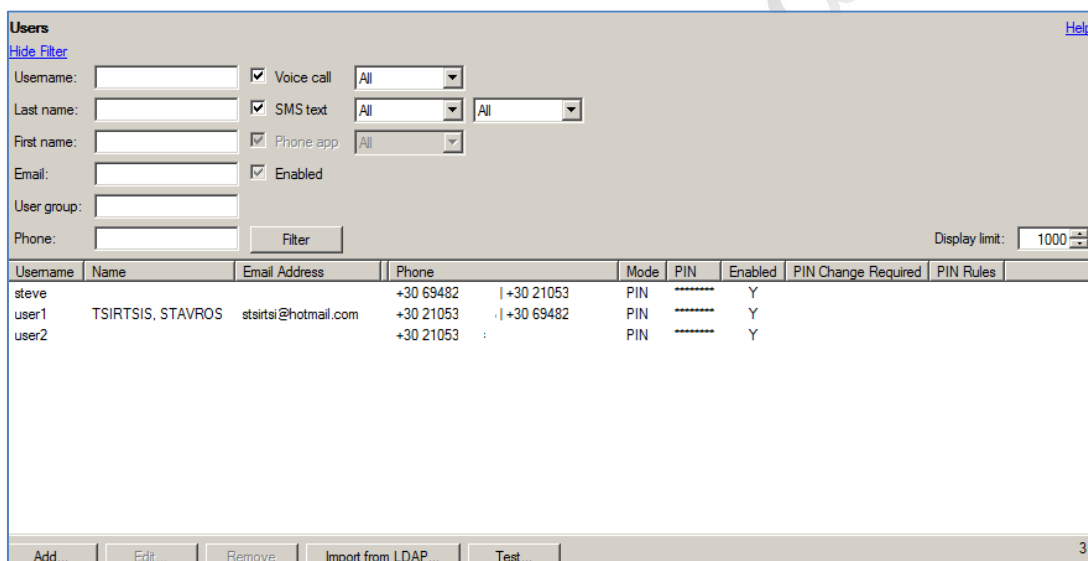 Users Help
Hide Filter
Username: Voice call All
Last name: SMS text All All
First name: Phone app All
Email: Enabled
User group:
Phone: Filter Display limit: 1000
Username Name Email Address Phone Mode PIN Enabled PIN Change Required PIN Rules
steve +30 69482 | +30 21053 PIN ******** Y
user1 TSIRTSIS, STAVROS stsirtsi@hotmail.com +30 21053 | +30 69482 PIN ******** Y
user2 +30 21053 PIN ******** Y
Add... Edit... Remove Import from LDAP... Test... 3